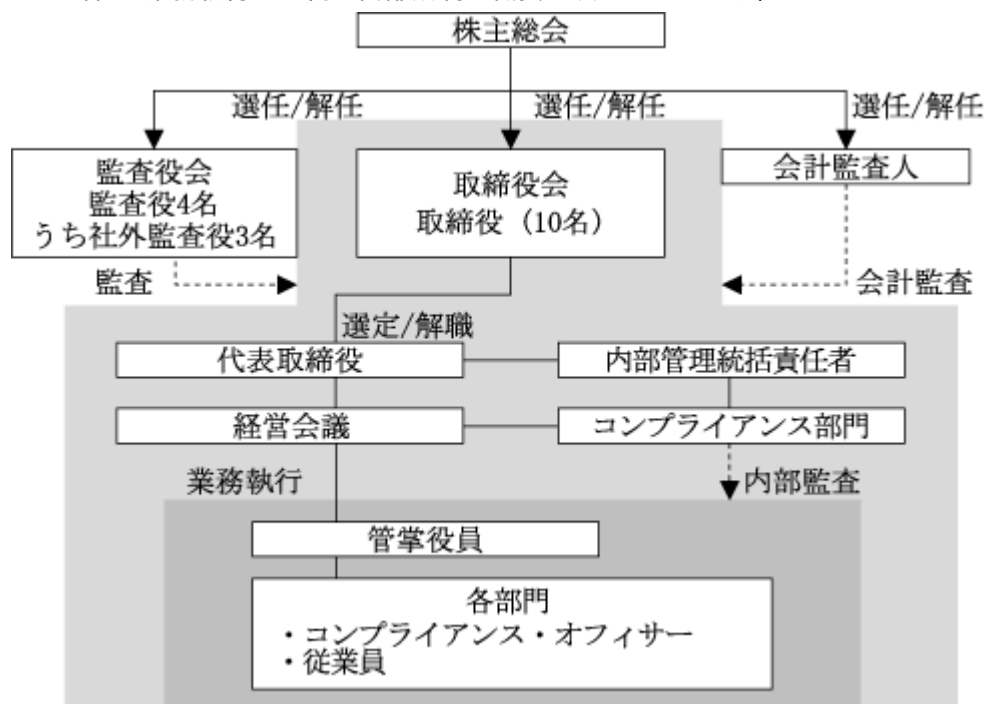 株主総会
選任/解任
選任/解任
選任/解任
監査役会
監査役4名
うち社外監査役3名
取締役会
取締役（10名）
会計監査人
監査
会計監査
選定/解職
代表取締役
内部管理統括責任者
経営会議
コンプライアンス部門
業務執行
内部監査
管掌役員
各部門
・コンプライアンス・オフィサー
・従業員